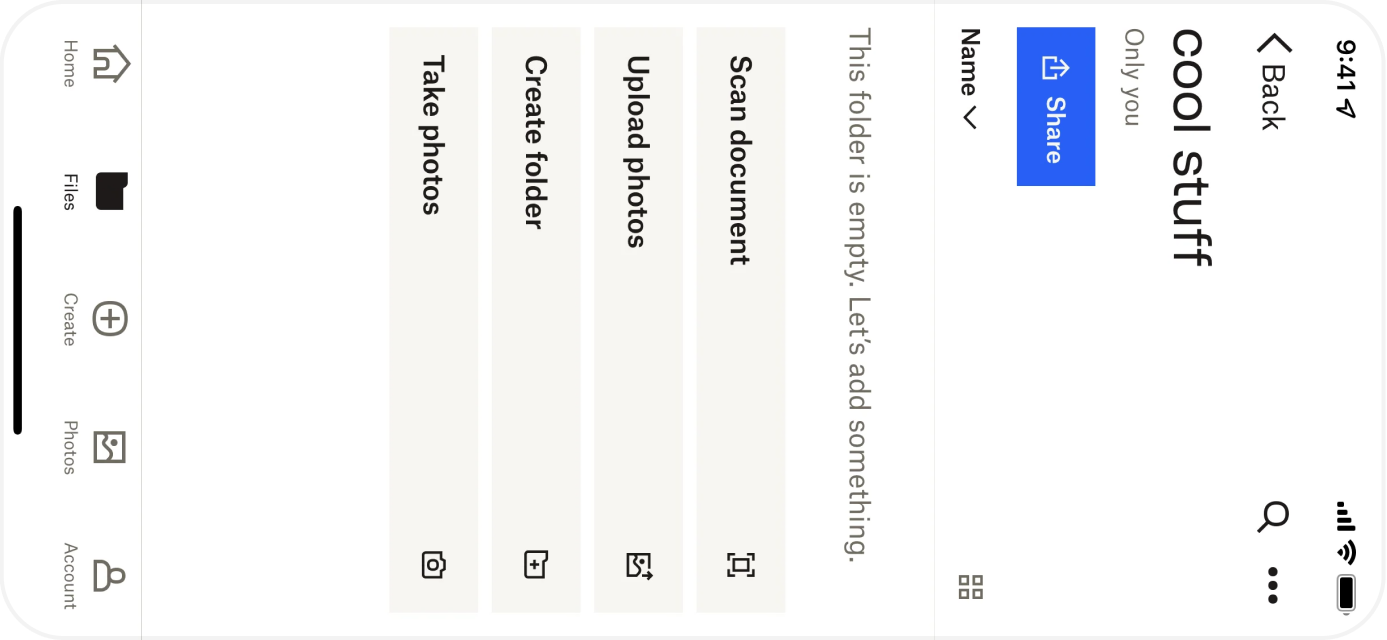 9:41
Back
cool stuff
Only you
Share
Name
This folder is empty. Let's add something.
Scan document
Upload photos
Create folder
Take photos
Home
Files
Create
Photos
Account